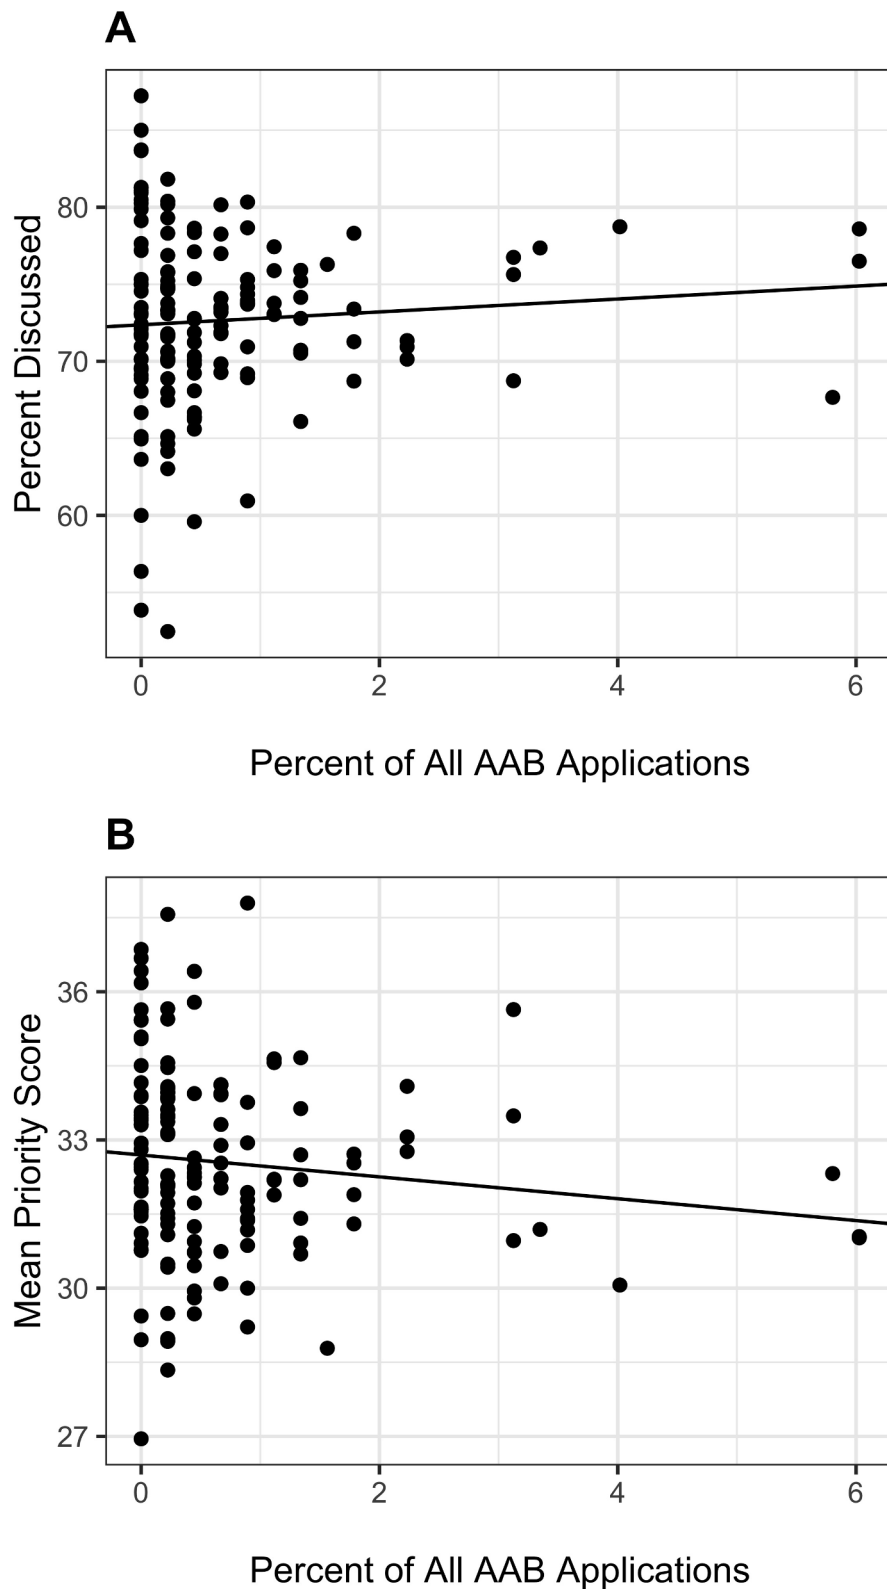 A
80
70
60
Percent Discussed
0 2 4 6
Percent of All AAB Applications
B
36
33
30
27
Mean Priority Score
0 2 4 6
Percent of All AAB Applications